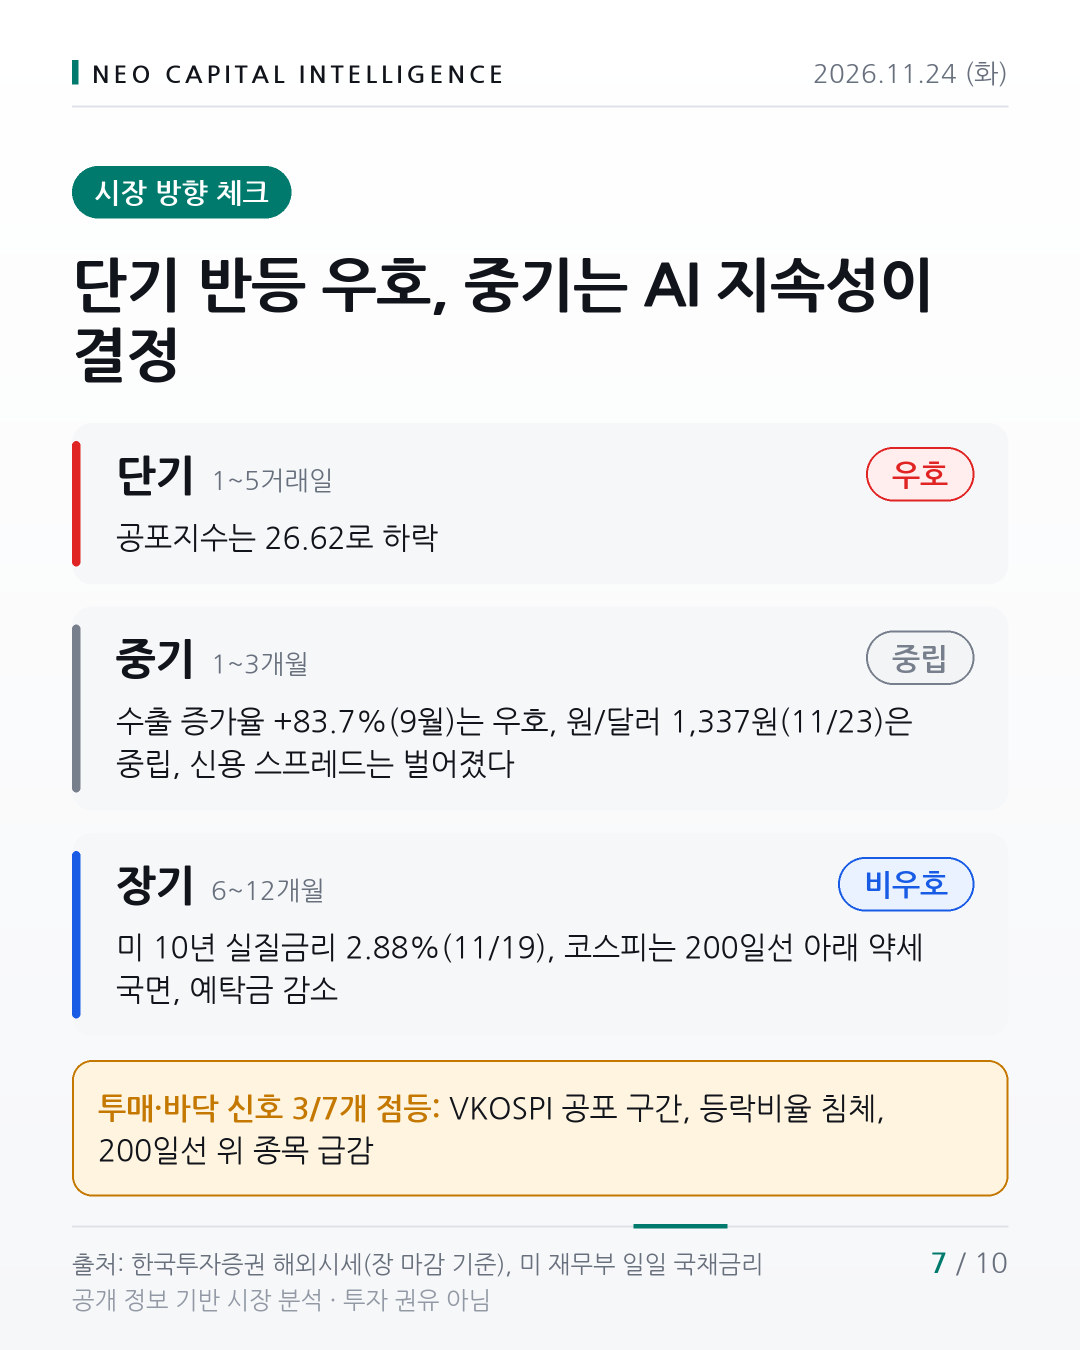 NEO CAPITAL INTELLIGENCE
2026.11.24 (화)
시장 방향 체크
단기 반등 우호, 중기는 AI 지속성이
결정
단기 1~5거래일
우호
공포지수는 26.62로 하락
중기 1~3개월
중립
수출 증가율 +83.7%(9월)는 우호, 원/달러 1,337원(11/23)은
중립, 신용 스프레드는 벌어졌다
장기 6~12개월
비우호
미 10년 실질금리 2.88%(11/19), 코스피는 200일선 아래 약세
국면, 예탁금 감소
투매·바닥 신호 3/7개 점등: VKOSPI 공포 구간, 등락비율 침체,
200일선 위 종목 급감
출처: 한국투자증권 해외시세(장 마감 기준), 미 재무부 일일 국채금리
7 / 10
공개 정보 기반 시장 분석 · 투자 권유 아님